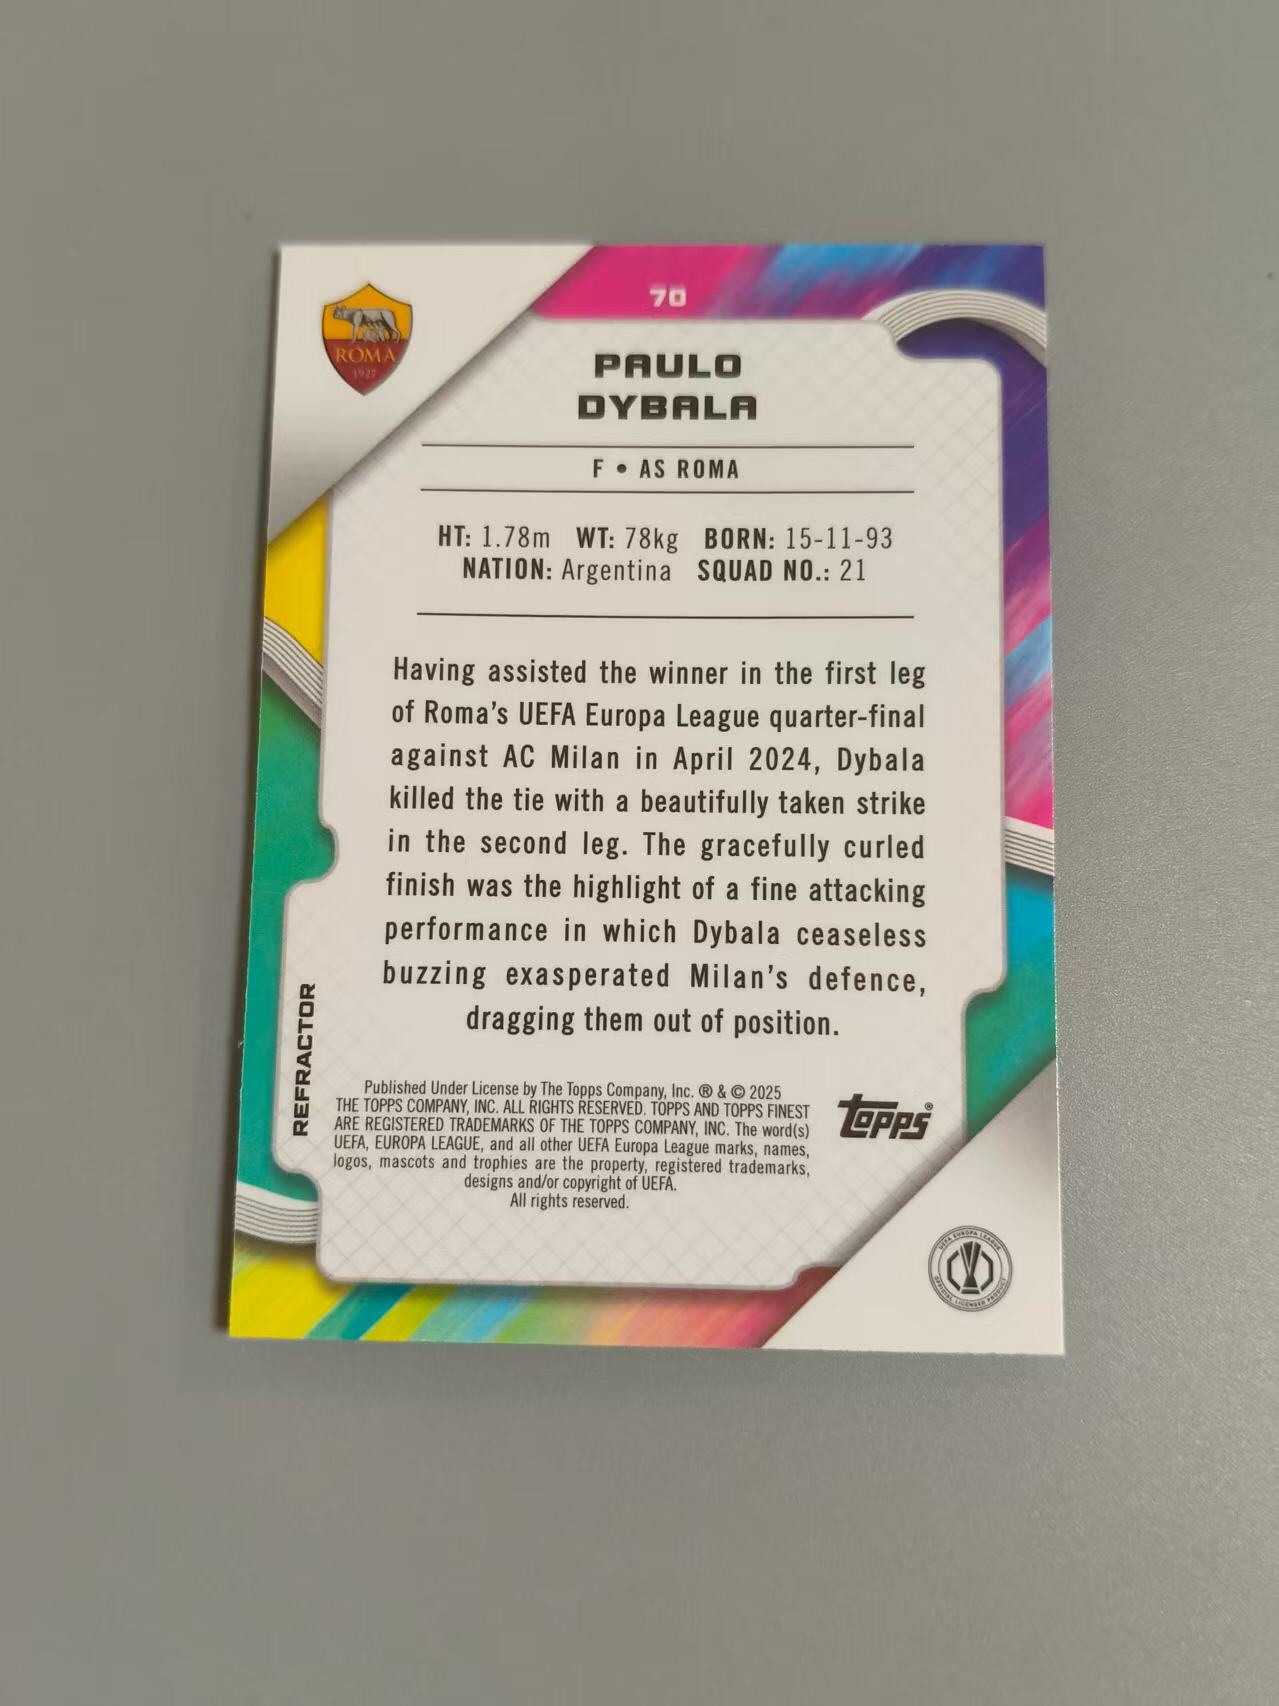 70
ROMA
1927
PAULO
DYBALA
F • AS ROMA
HT: 1.78m WT: 78kg BORN: 15-11-93
NATION: Argentina SQUAD NO.: 21
Having assisted the winner in the first leg
of Roma's UEFA Europa League quarter-final
against AC Milan in April 2024, Dybala
killed the tie with a beautifully taken strike
in the second leg. The gracefully curled
finish was the highlight of a fine attacking
performance in which Dybala ceaseless
buzzing exasperated Milan's defence,
dragging them out of position.
REFRACTOR
Published Under License by The Topps Company, Inc. ® & © 2025
THE TOPPS COMPANY, INC. ALL RIGHTS RESERVED. TOPPS AND TOPPS FINEST
ARE REGISTERED TRADEMARKS OF THE TOPPS COMPANY, INC. The word(s)
UEFA, EUROPA LEAGUE, and all other UEFA Europa League marks, names,
logos, mascots and trophies are the property, registered trademarks,
designs and/or copyright of UEFA.
All rights reserved.
Topps®
UEFA EUROPA LEAGUE
OFFICIAL LICENSED PRODUCT